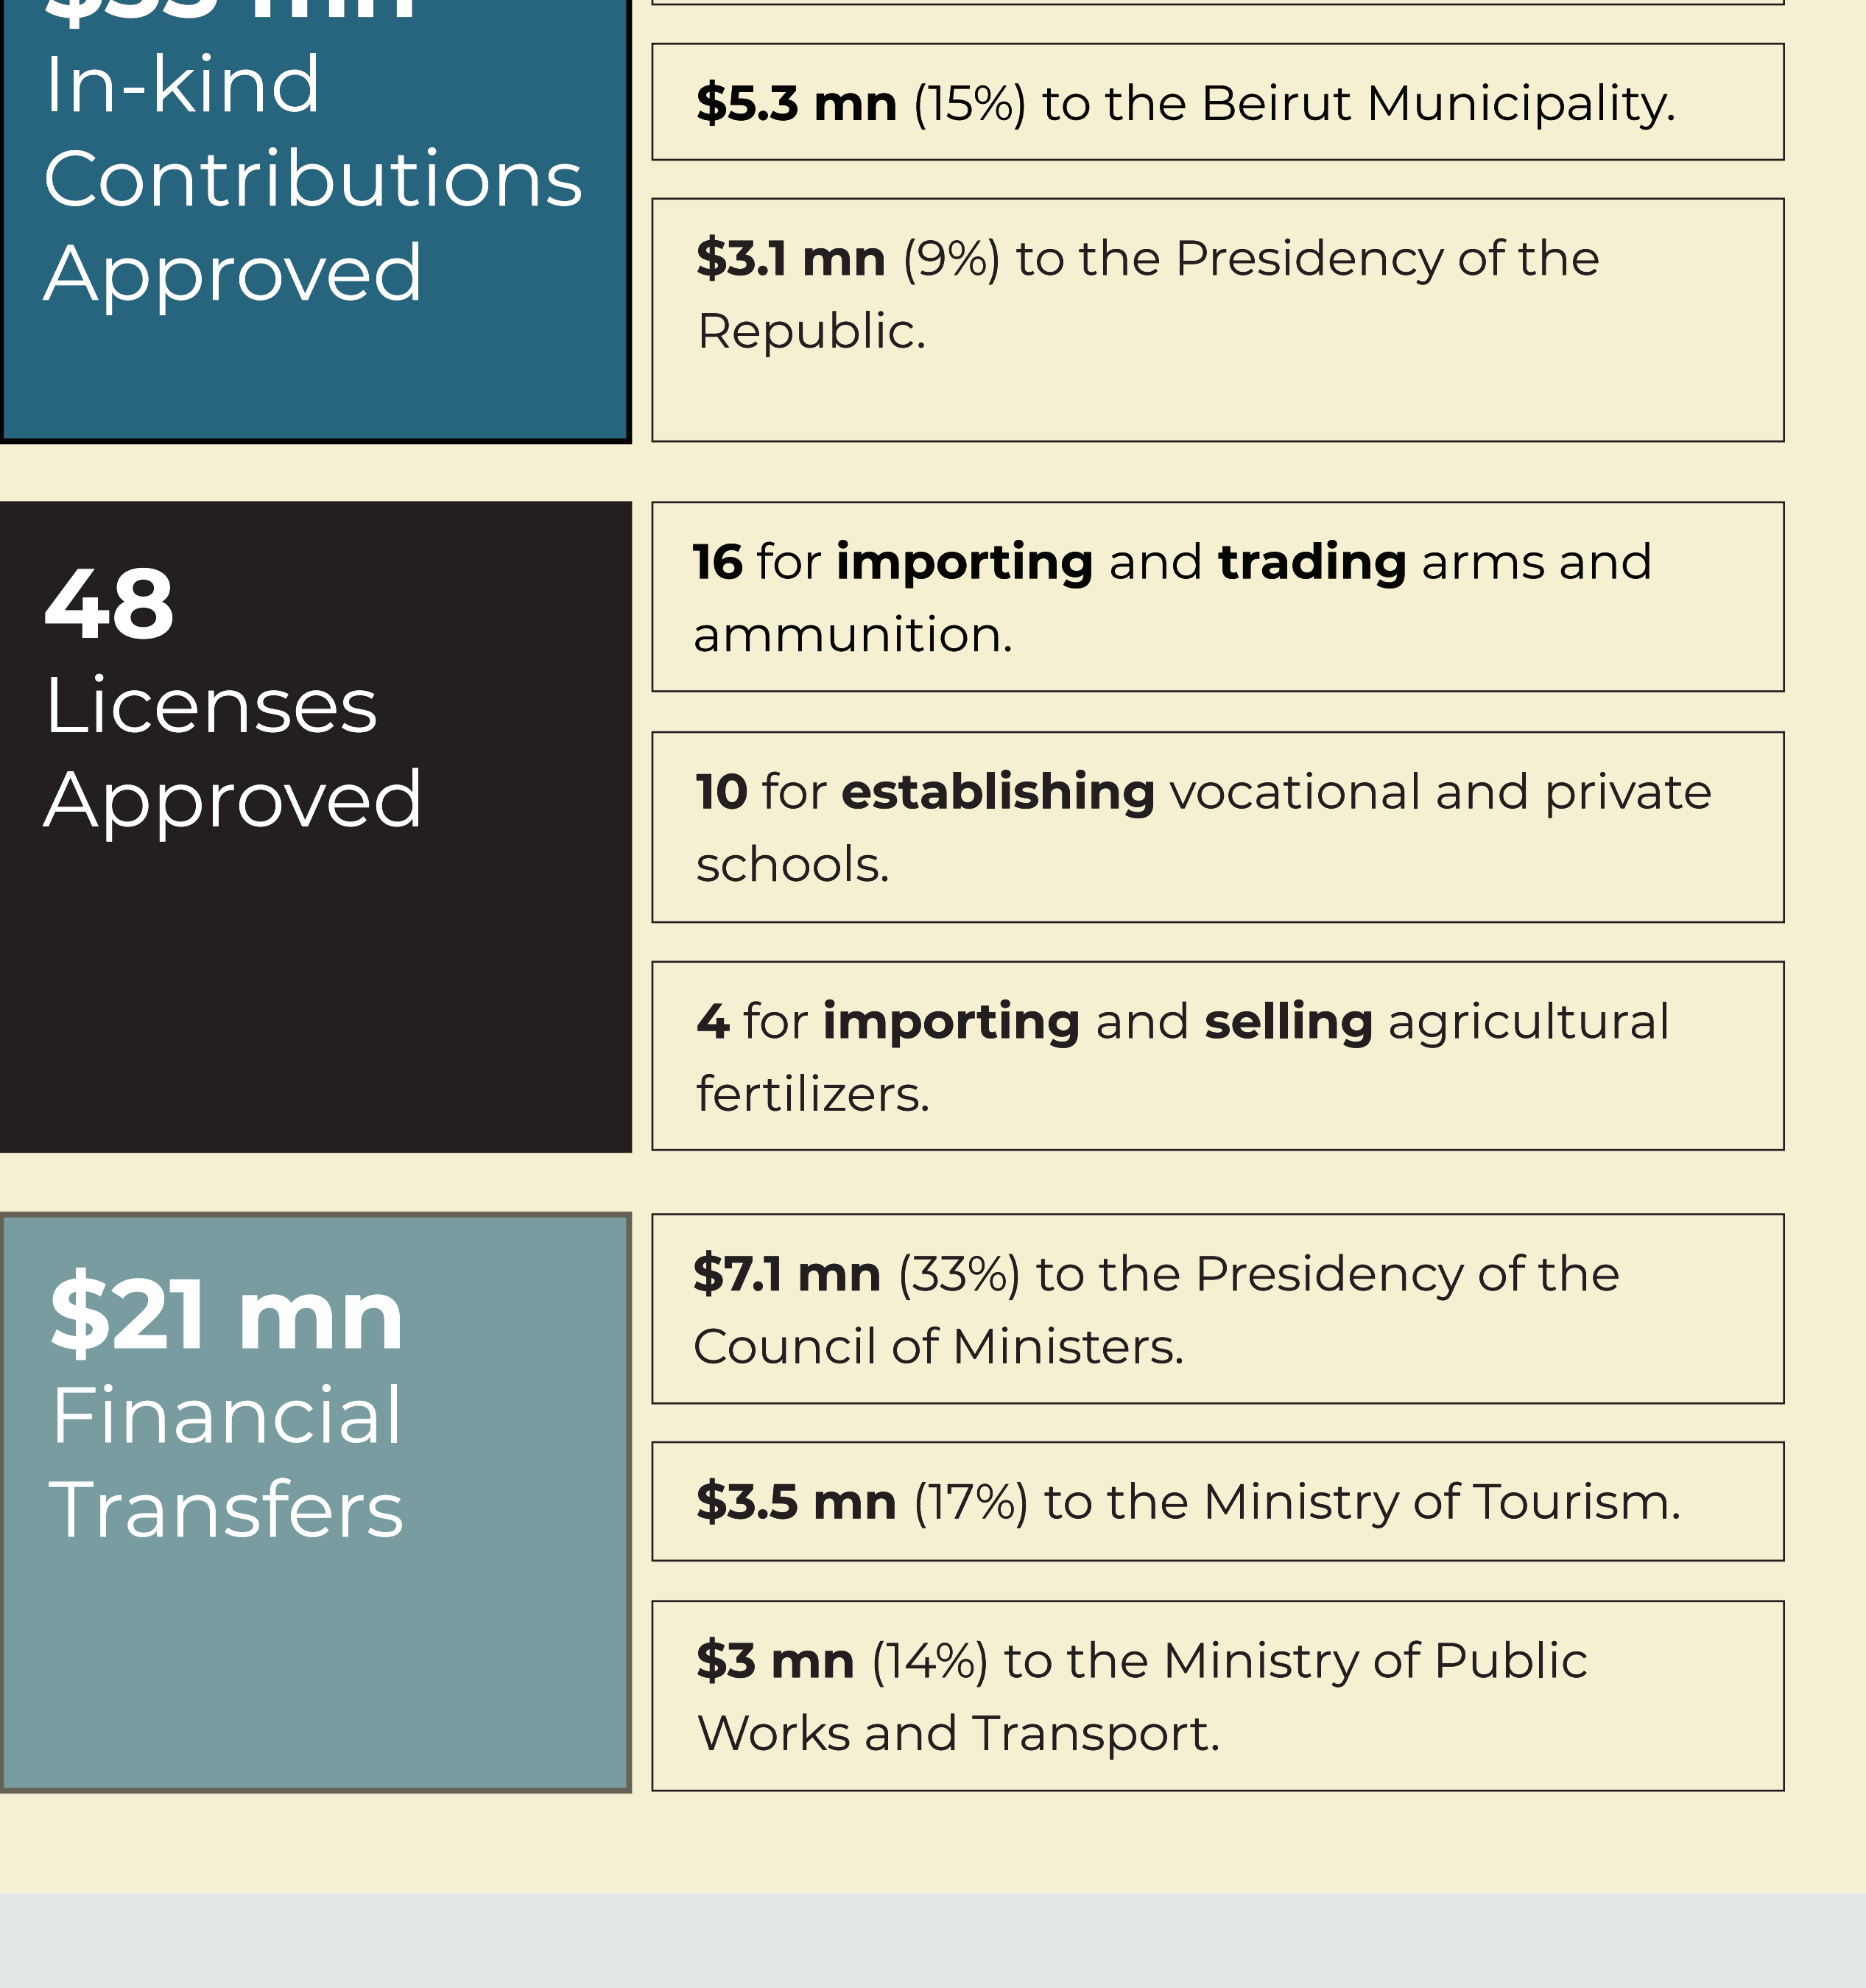 In-kind
Contributions
Approved
$5.3 mn (15%) to the Beirut Municipality.
$3.1 mn (9%) to the Presidency of the
Republic.
48
Licenses
Approved
16 for importing and trading arms and
ammunition.
10 for establishing vocational and private
schools.
4 for importing and selling agricultural
fertilizers.
$21 mn
Financial
Transfers
$7.1 mn (33%) to the Presidency of the
Council of Ministers.
$3.5 mn (17%) to the Ministry of Tourism.
$3 mn (14%) to the Ministry of Public
Works and Transport.